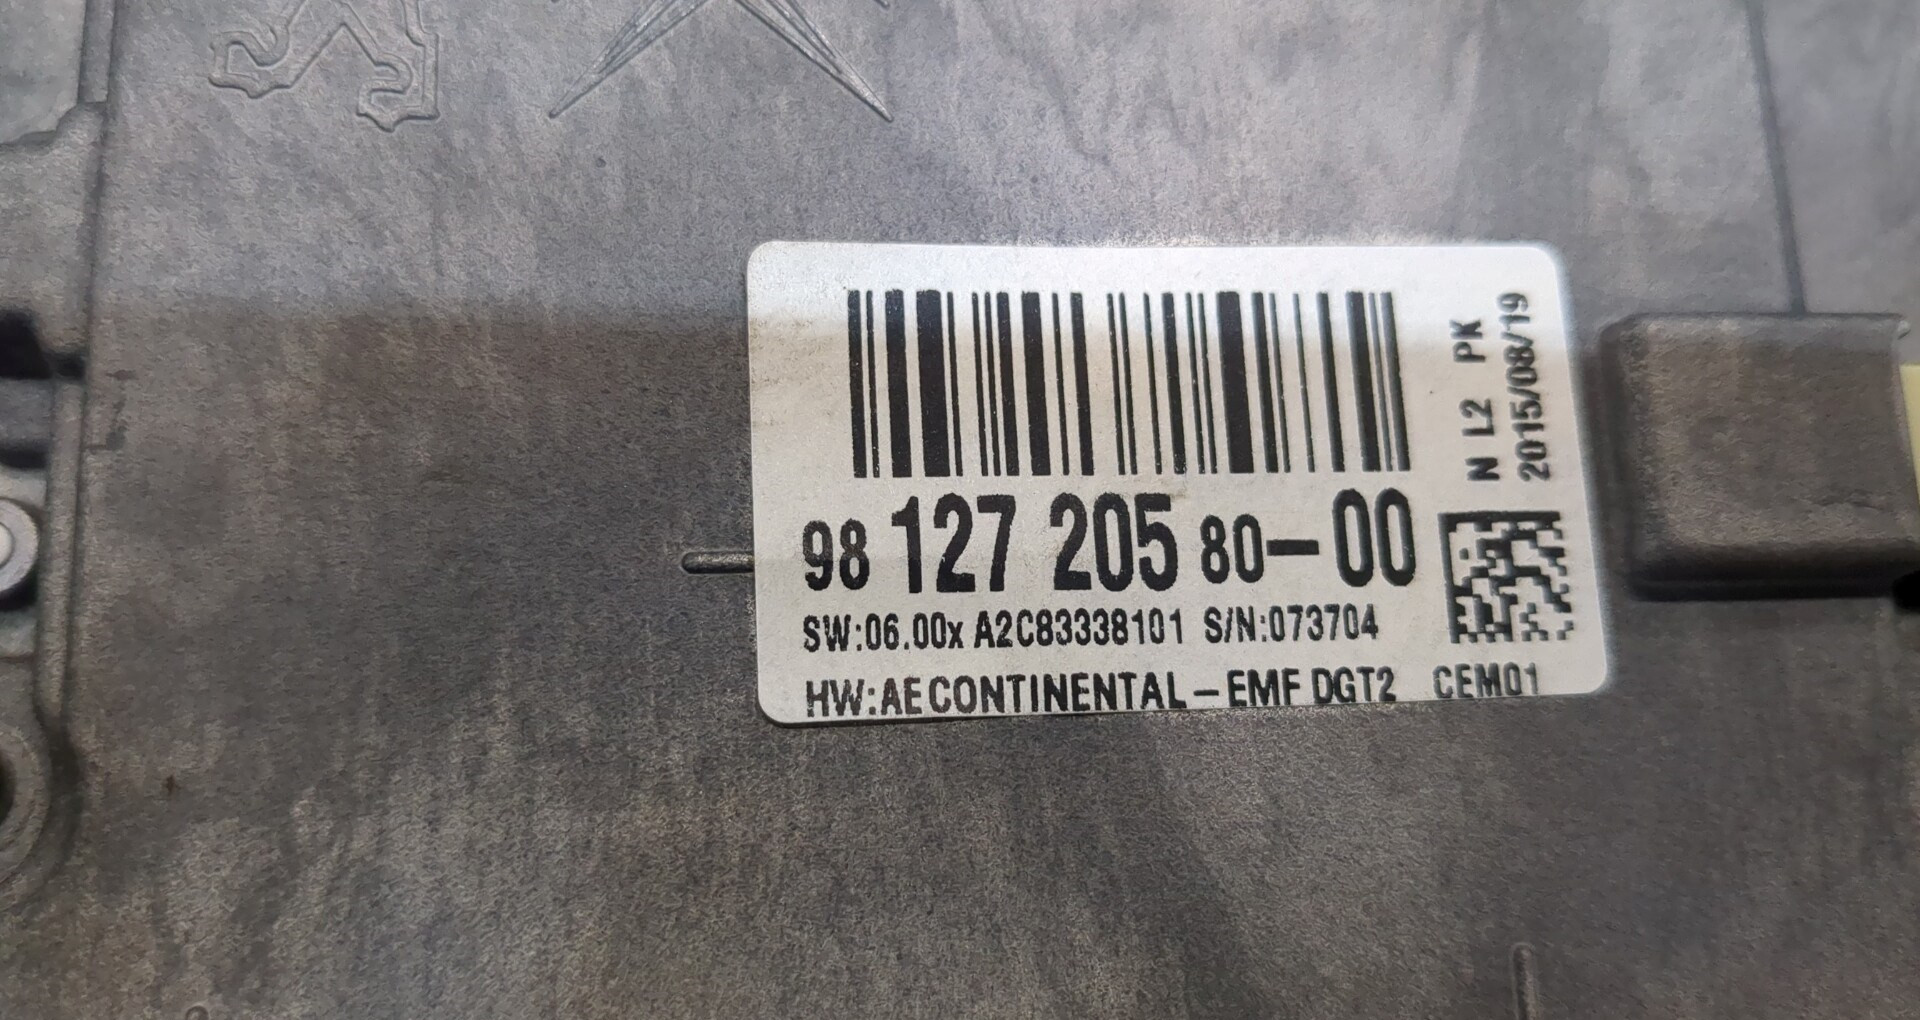 98 127 205 80-00
SW:06.00x A2C83338101 S/N:073704
HW:AE CONTINENTAL-EMF DGT2 CEM01
N L2 PK
2015/08/19